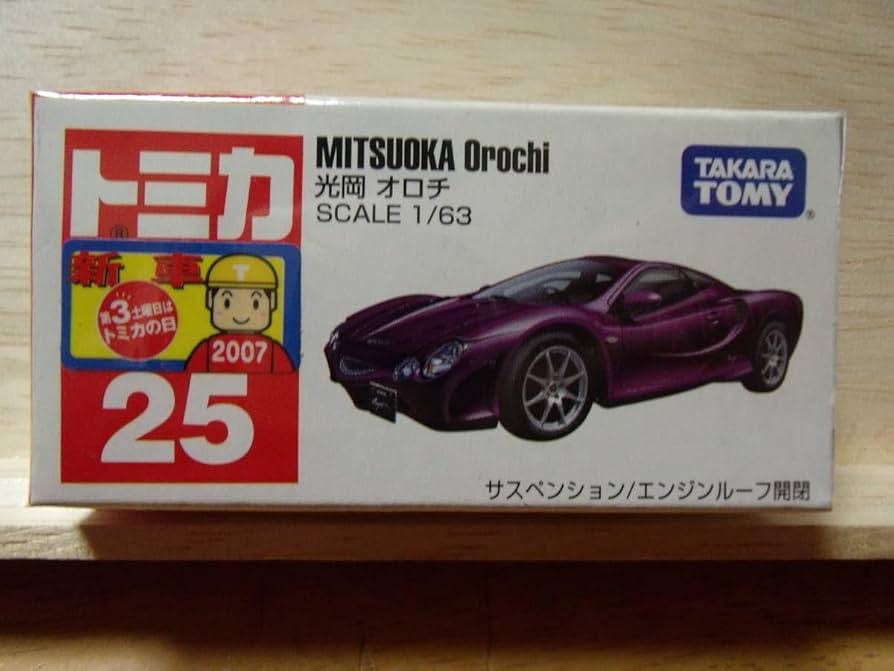 トミカ
®
新車
T
第3土曜日は
トミカの日
2007
25
MITSUOKA Orochi
光岡 オロチ
SCALE 1/63
TAKARA
TOMY
®
サスペンション/エンジンルーフ開閉